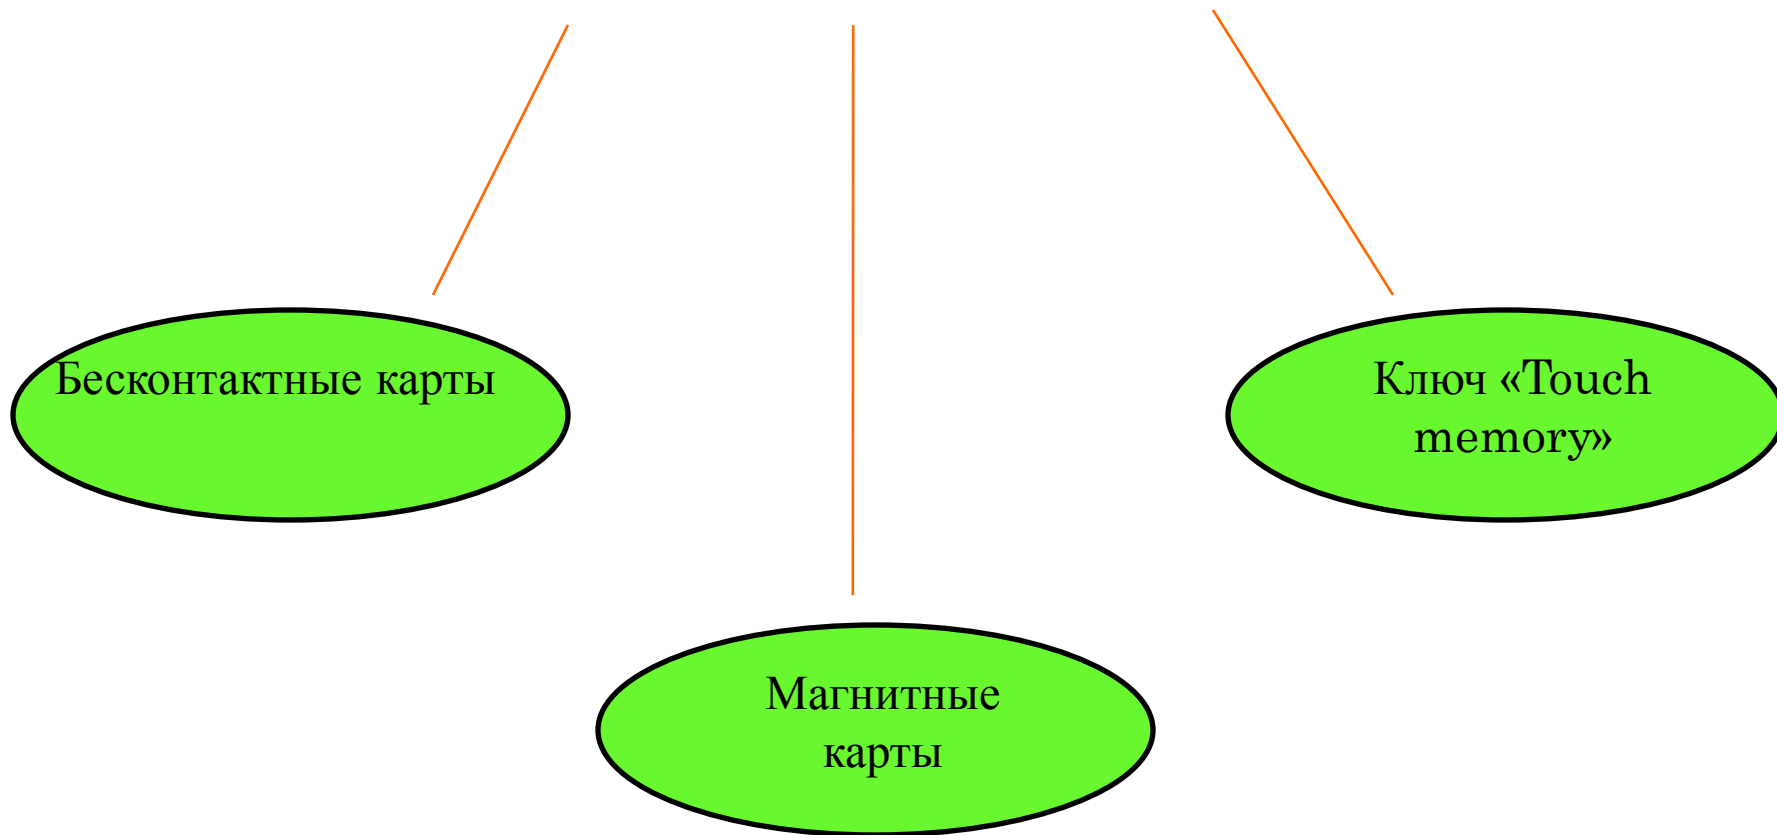 Бесконтактные карты
Ключ «Touch
memory»
Магнитные
карты